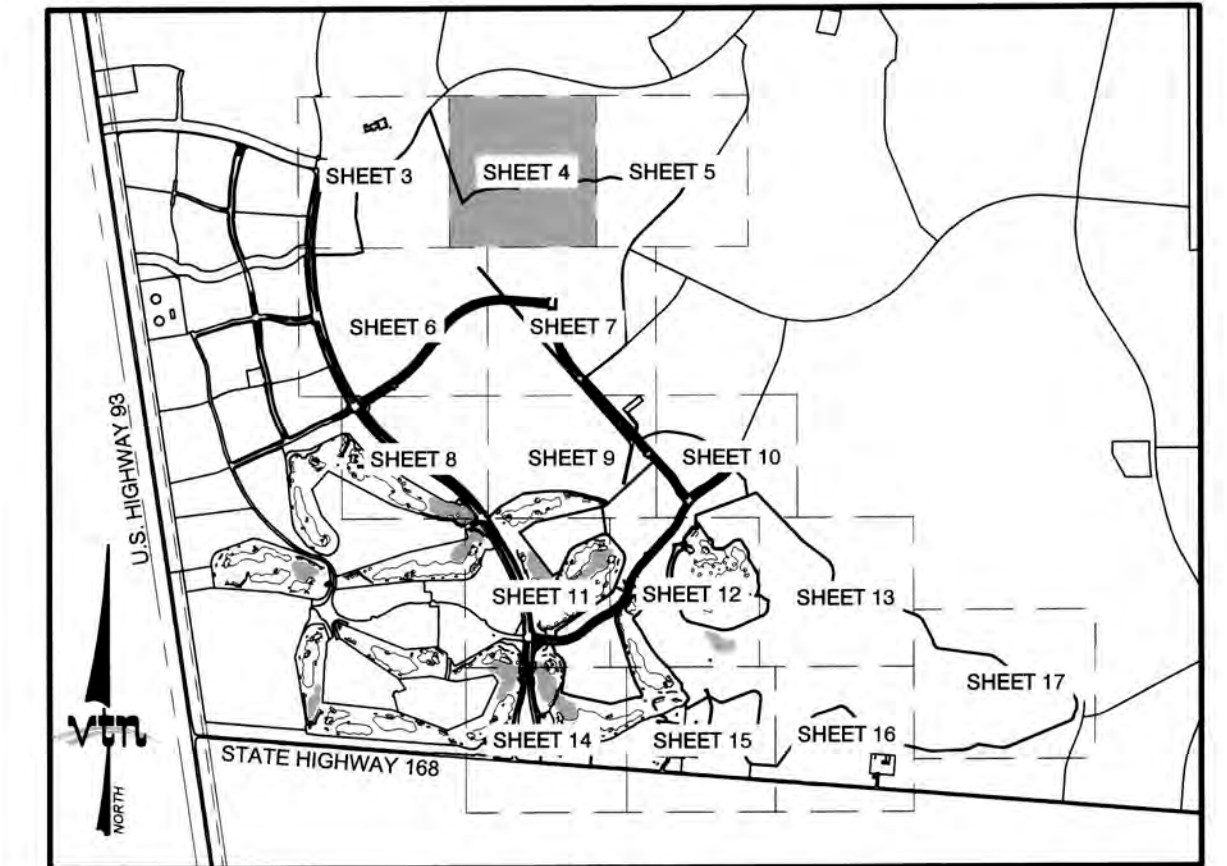 SHEET 3
SHEET 4
SHEET 5
SHEET 6
SHEET 7
U.S. HIGHWAY 93
SHEET 8
SHEET 9
SHEET 10
SHEET 11
SHEET 12
SHEET 13
SHEET 17
SHEET 14
SHEET 15
SHEET 16
STATE HIGHWAY 168
vtn
NORTH